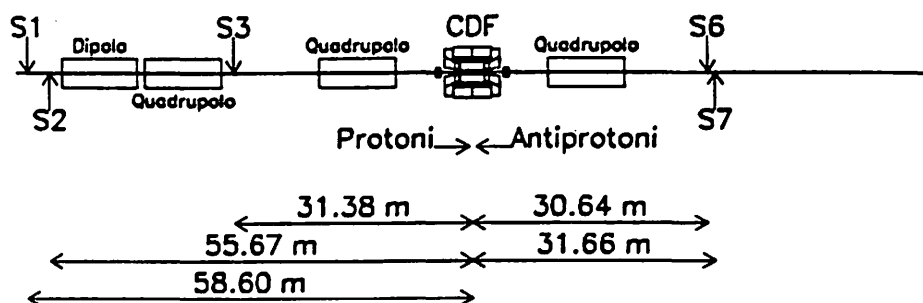 S1 S3 CDF S6
Dipolo Quadrupolo Quadrupolo
Quadrupolo
S2 S7
Protoni Antiprotoni
31.38 m 30.64 m
55.67 m 31.66 m
58.60 m